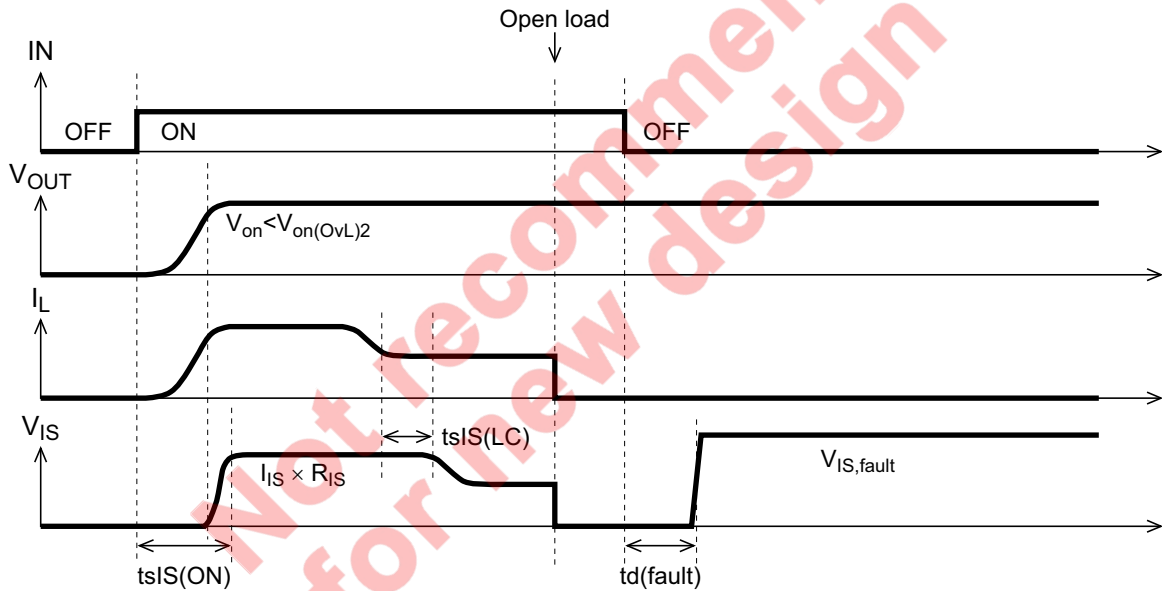 Open load
IN
OFF ON OFF
VOUT
Von<Von(OvL)2
IL
VIS
tsIS(LC)
IIS × RIS
VIS,fault
tsIS(ON)
td(fault)
Not recommen
for new design